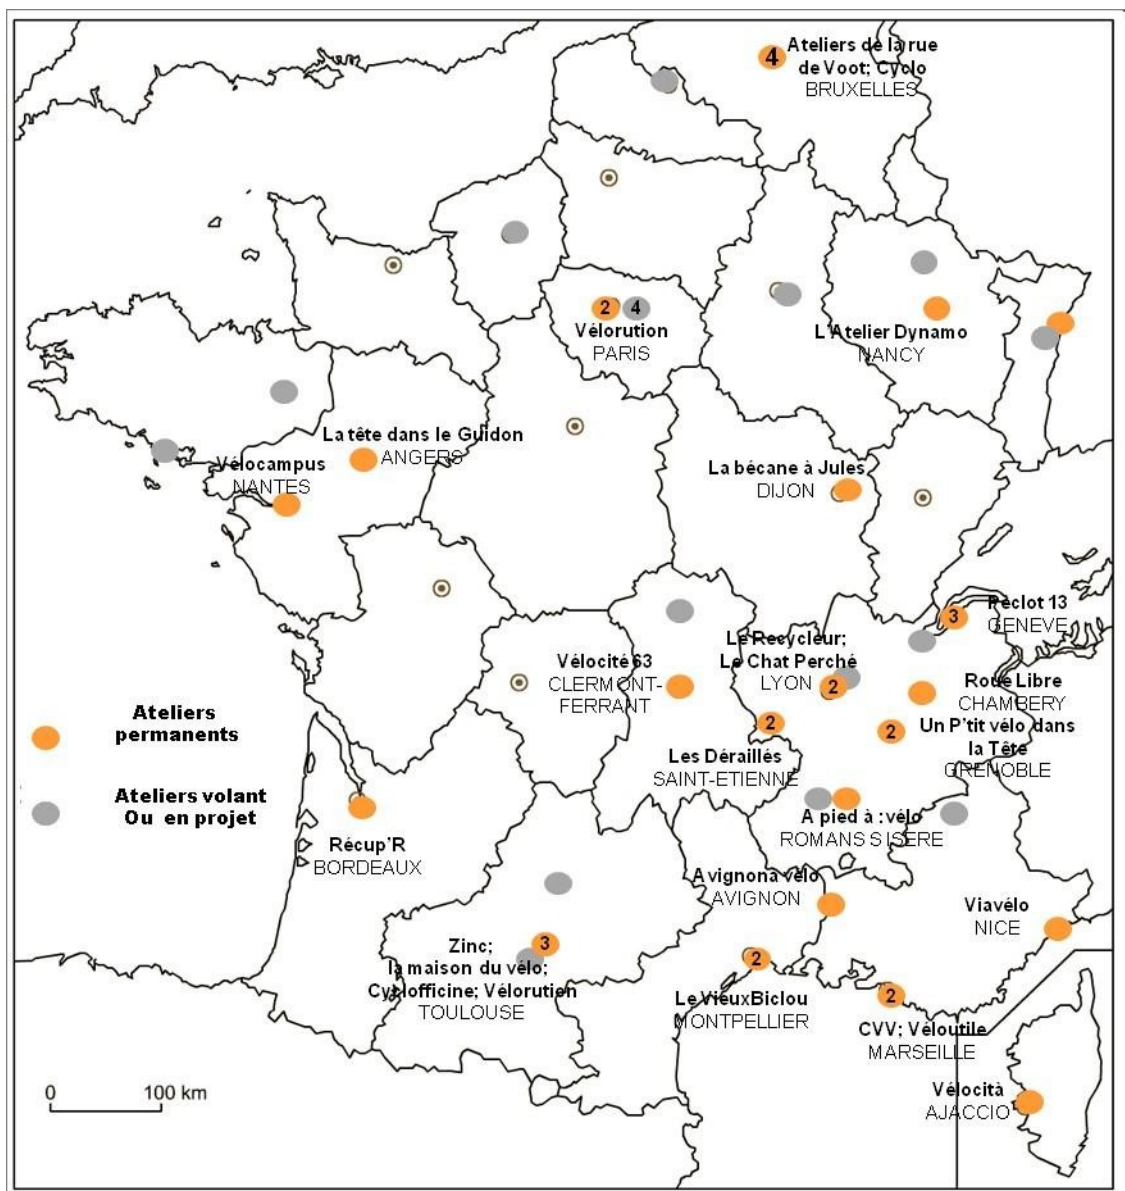 4
Ateliers de la rue
de Voot; Cyclo
BRUXELLES
2
4
Vélorution
PARIS
L'Atelier Dynamo
NANCY
La tête dans le Guidon
ANGERS
Vélocampus
NANTES
La bécane à Jules
DIJON
3
Péclot 13
GENEVE
Le Recycleur;
Le Chat Perché
LYON
2
Vélocité 63
CLERMONT-
FERRANT
Roue Libre
CHAMBERY
2
Un P'tit vélo dans
la Tête
GRENOBLE
2
Les Déraillés
SAINT-ETIENNE
Ateliers
permanents
Ateliers volant
Ou en projet
A pied à : vélo
ROMANS S ISERE
Récup'R
BORDEAUX
Avignon a vélo
AVIGNON
Viavélo
NICE
3
Zinc;
la maison du vélo;
Cyclofficine; Vélorution
TOULOUSE
2
Le Vieux Biclou
MONTPELLIER
2
CVV; Véloutile
MARSEILLE
Vélocità
AJACCIO
0
100 km